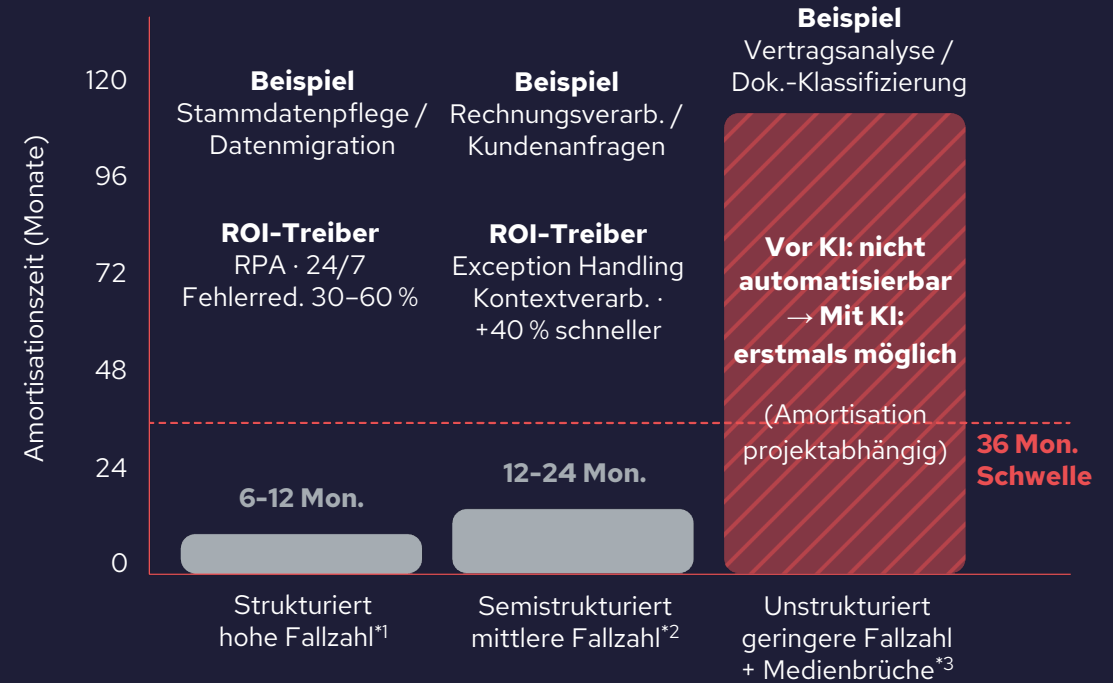 Amortisationszeit (Monate)
120
96
72
48
24
0
Beispiel
Stammdatenpflege /
Datenmigration
ROI-Treiber
RPA · 24/7
Fehlerred. 30–60 %
6-12 Mon.
Strukturiert
hohe Fallzahl*1
Beispiel
Rechnungsverarb. /
Kundenanfragen
ROI-Treiber
Exception Handling
Kontextverarb. ·
+40 % schneller
12-24 Mon.
Semistrukturiert
mittlere Fallzahl*2
Beispiel
Vertragsanalyse /
Dok.-Klassifizierung
Vor KI: nicht
automatisierbar
→ Mit KI:
erstmals möglich
(Amortisation
projektabhängig)
Unstrukturiert
geringere Fallzahl
+ Medienbrüche*3
36 Mon.
Schwelle